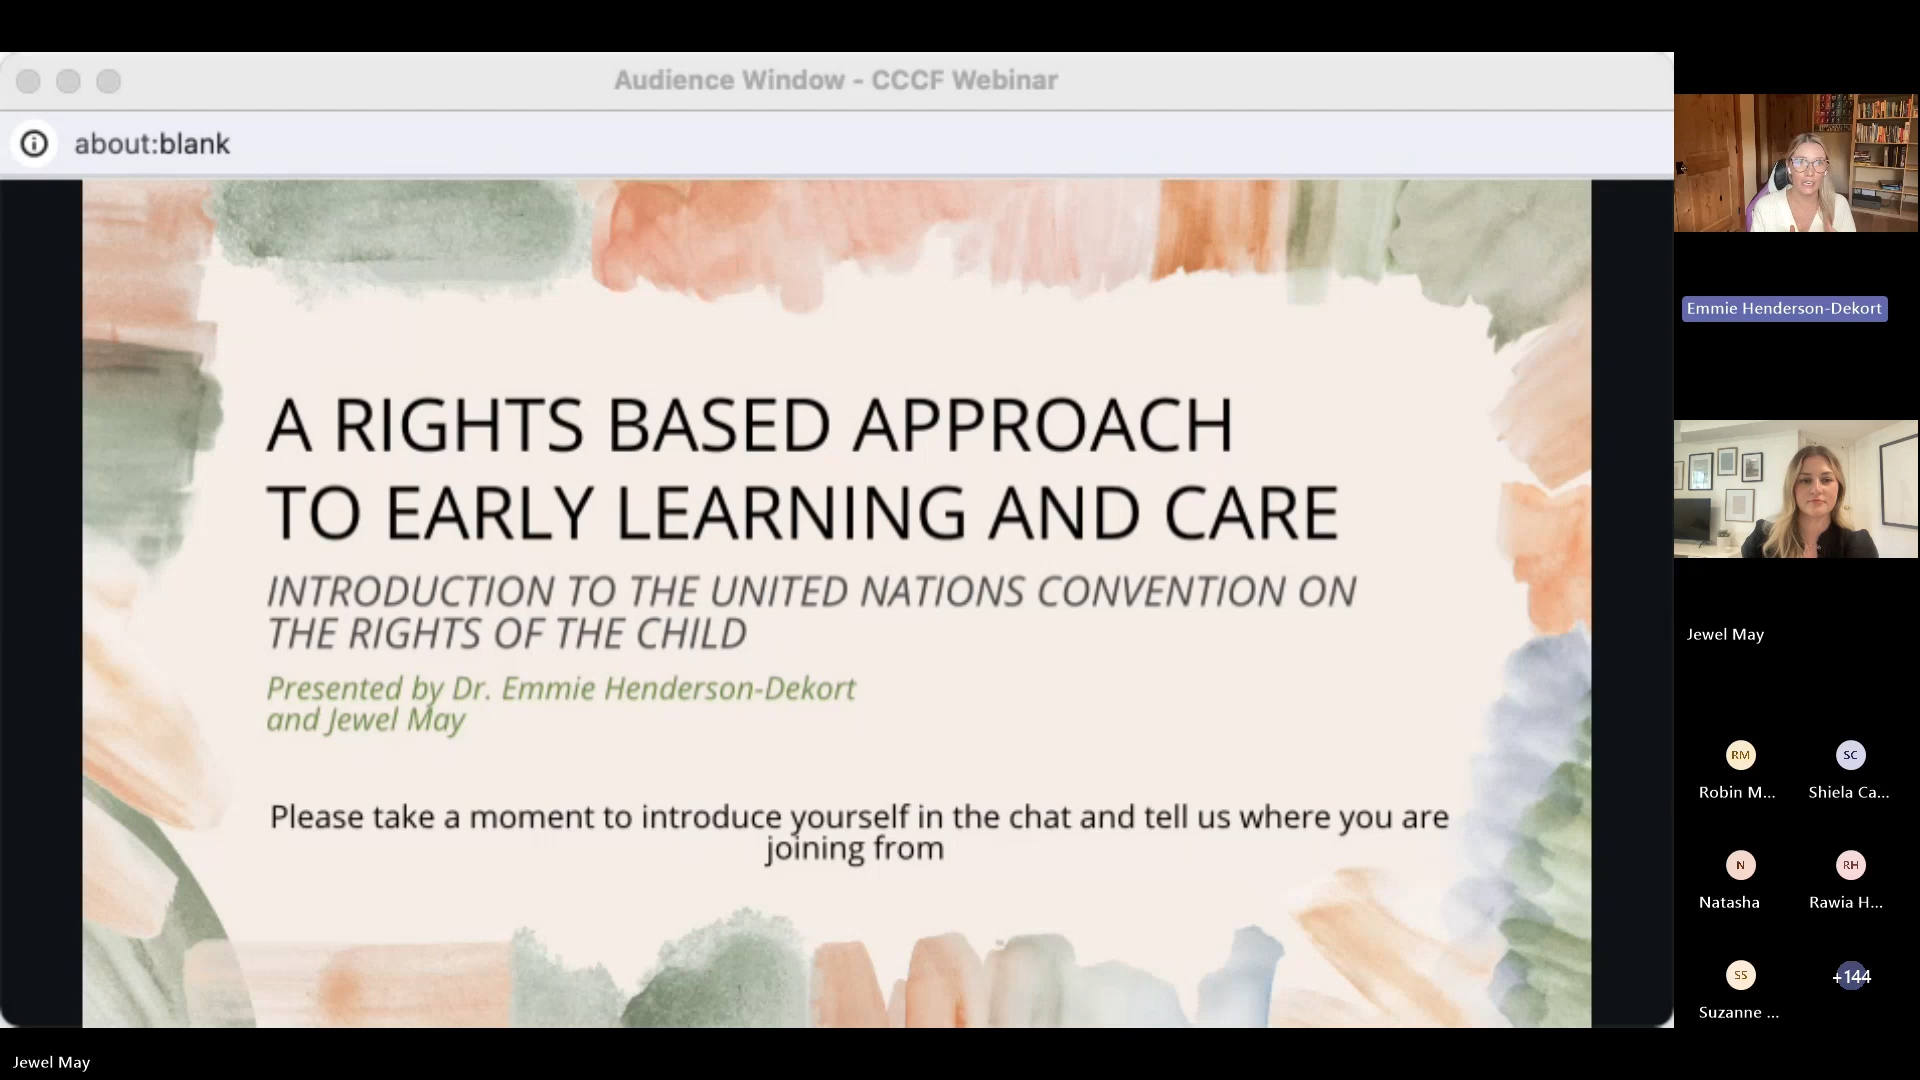 Audience Window - CCCF Webinar
about:blank
A RIGHTS BASED APPROACH
TO EARLY LEARNING AND CARE
INTRODUCTION TO THE UNITED NATIONS CONVENTION ON
THE RIGHTS OF THE CHILD
Presented by Dr. Emmie Henderson-Dekort
and Jewel May
Please take a moment to introduce yourself in the chat and tell us where you are
joining from
Emmie Henderson-Dekort
Jewel May
RM
SC
Robin M...
Shiela Ca...
N
RH
Natasha
Rawia H...
SS
+144
Suzanne ...
Jewel May